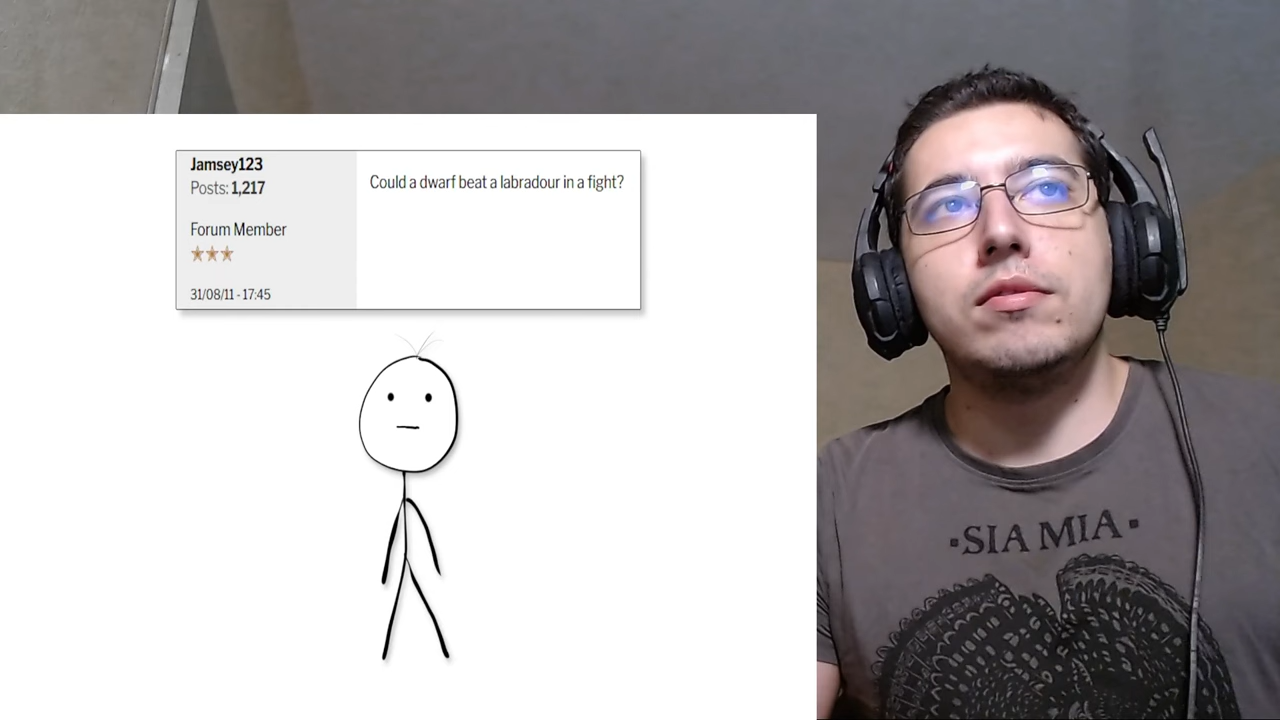 Jamsey123
Posts: 1,217
Forum Member
31/08/11 - 17:45
Could a dwarf beat a labradour in a fight?
·SIA MIA·